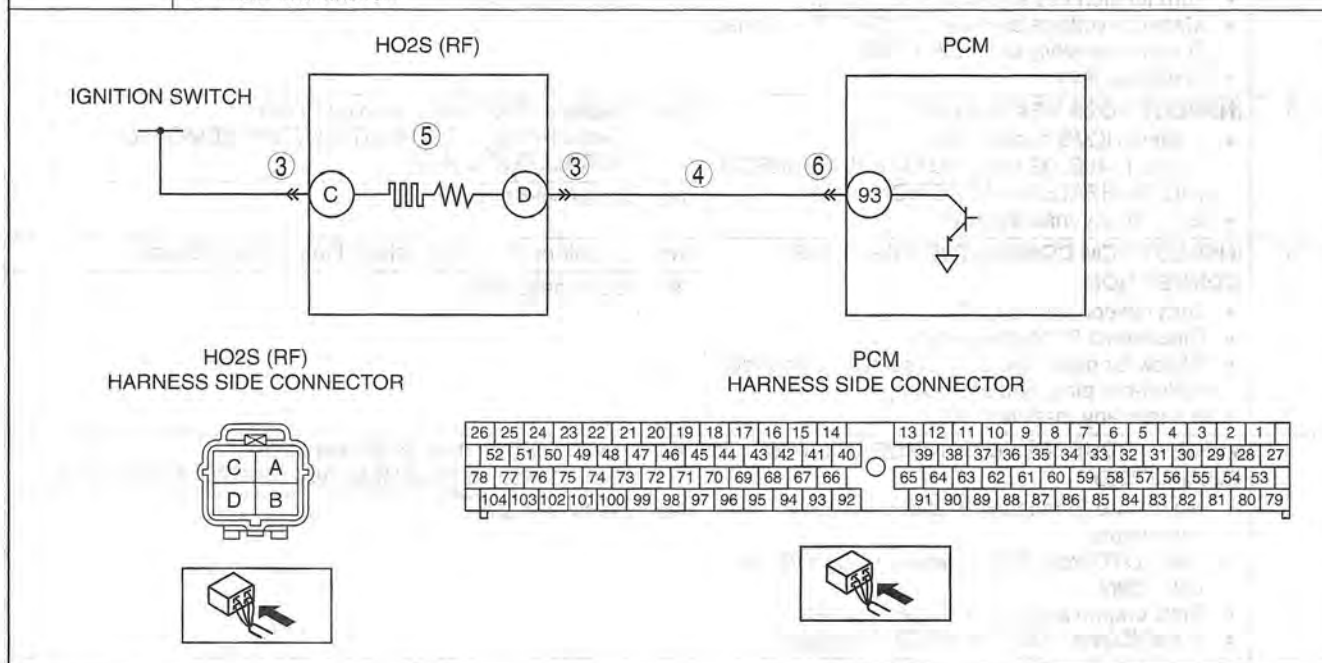 HO2S (RF)
PCM
IGNITION SWITCH
⑤
③
③
④
⑥
C
D
93
HO2S (RF)
HARNESS SIDE CONNECTOR
PCM
HARNESS SIDE CONNECTOR
C A
D B
26 25 24 23 22 21 20 19 18 17 16 15 14 13 12 11 10 9 8 7 6 5 4 3 2 1
52 51 50 49 48 47 46 45 44 43 42 41 40 39 38 37 36 35 34 33 32 31 30 29 28 27
78 77 76 75 74 73 72 71 70 69 68 67 66 65 64 63 62 61 60 59 58 57 56 55 54 53
104 103 102 101 100 99 98 97 96 95 94 93 92 91 90 89 88 87 86 85 84 83 82 81 80 79